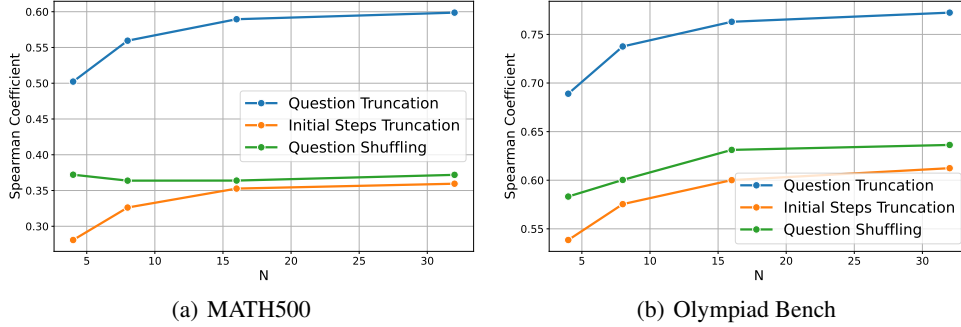 0.60
0.55
0.50
0.45
0.40
0.35
0.30
Spearman Coefficient
Question Truncation
Initial Steps Truncation
Question Shuffling
5 10 15 20 25 30
N
(a) MATH500
0.75
0.70
0.65
0.60
0.55
Spearman Coefficient
Question Truncation
Initial Steps Truncation
Question Shuffling
5 10 15 20 25 30
N
(b) Olympiad Bench